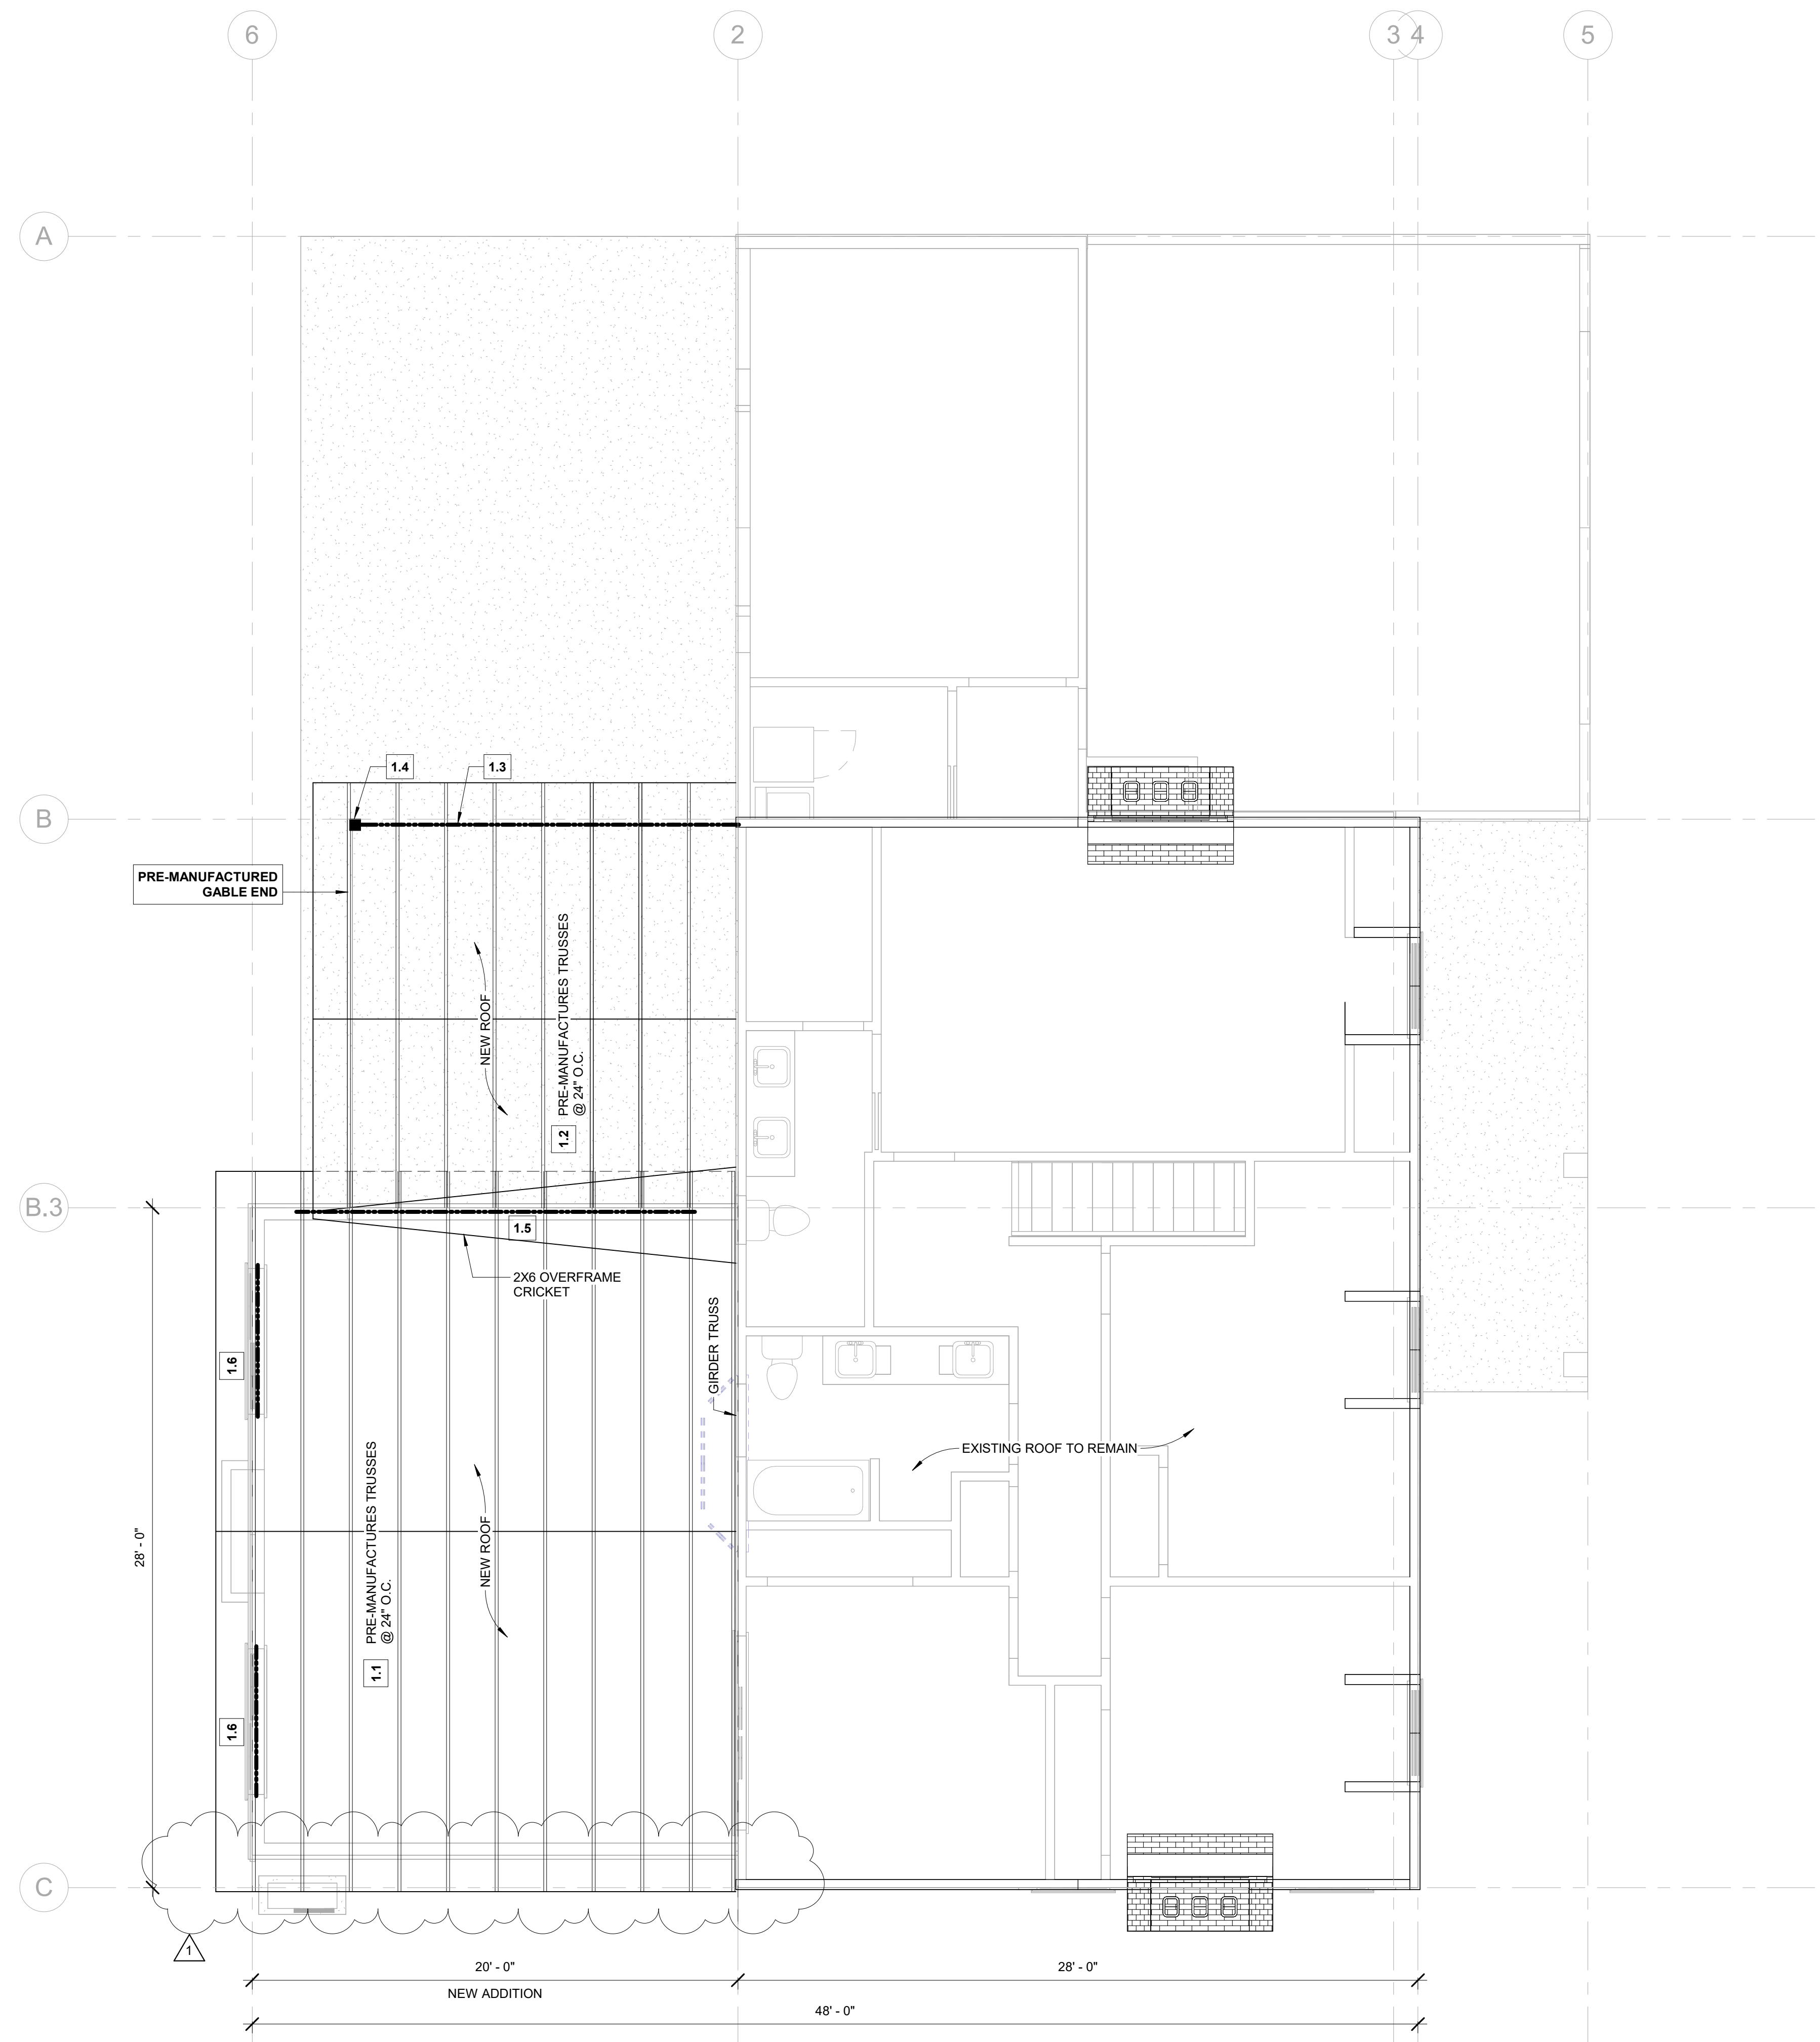 6
2
3
4
5
A
1.4
1.3
B
PRE-MANUFACTURED
GABLE END
NEW ROOF
PRE-MANUFACTURES TRUSSES
@ 24" O.C.
1.2
B.3
1.5
2X6 OVERFRAME
CRICKET
GIRDER TRUSS
1.6
EXISTING ROOF TO REMAIN
28' - 0"
PRE-MANUFACTURES TRUSSES
@ 24" O.C.
1.1
NEW ROOF
1.6
C
1
20' - 0"
NEW ADDITION
28' - 0"
48' - 0"